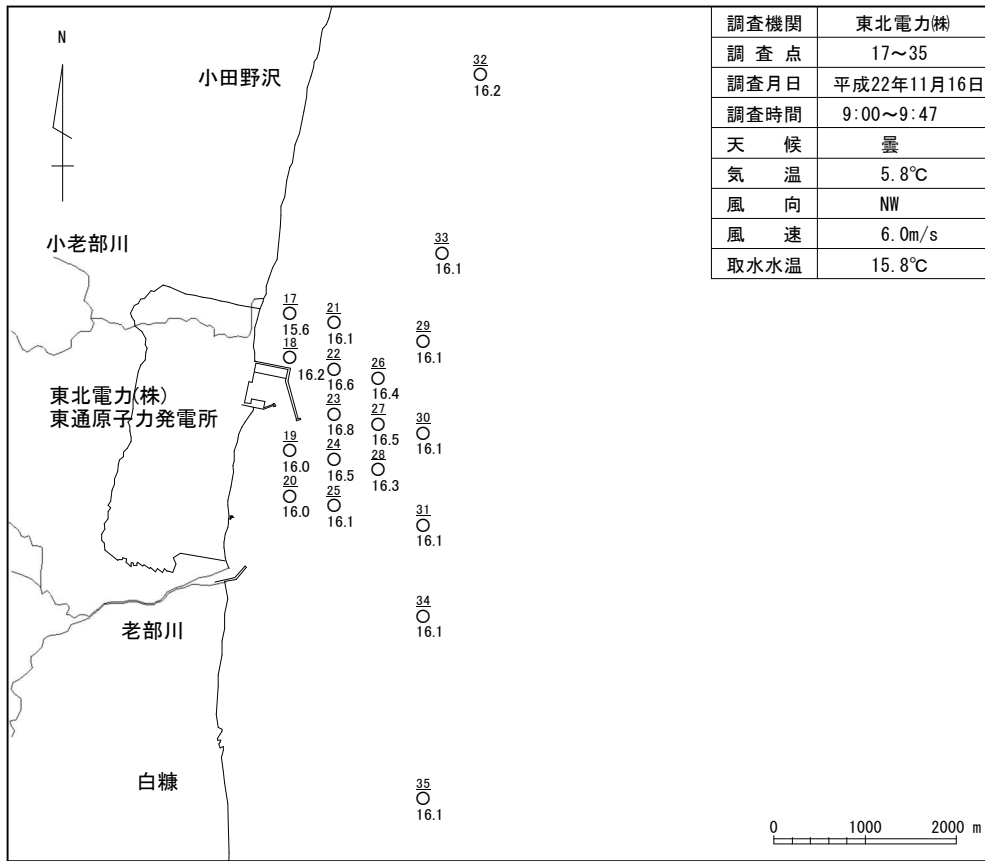 調査機関 東北電力㈱
調査点 17～35
調査月日 平成22年11月16日
調査時間 9:00～9:47
天候 曇
気温 5.8℃
風向 NW
風速 6.0m/s
取水水温 15.8℃
N
小田野沢
32
16.2
小老部川
33
16.1
17
15.6
21
16.1
29
16.1
18
16.2
22
16.6
26
16.4
東北電力(株)
東通原子力発電所
23
16.8
27
16.5
30
16.1
19
16.0
24
16.5
28
16.3
20
16.0
25
16.1
31
16.1
34
16.1
老部川
白糠
35
16.1
0 1000 2000 m